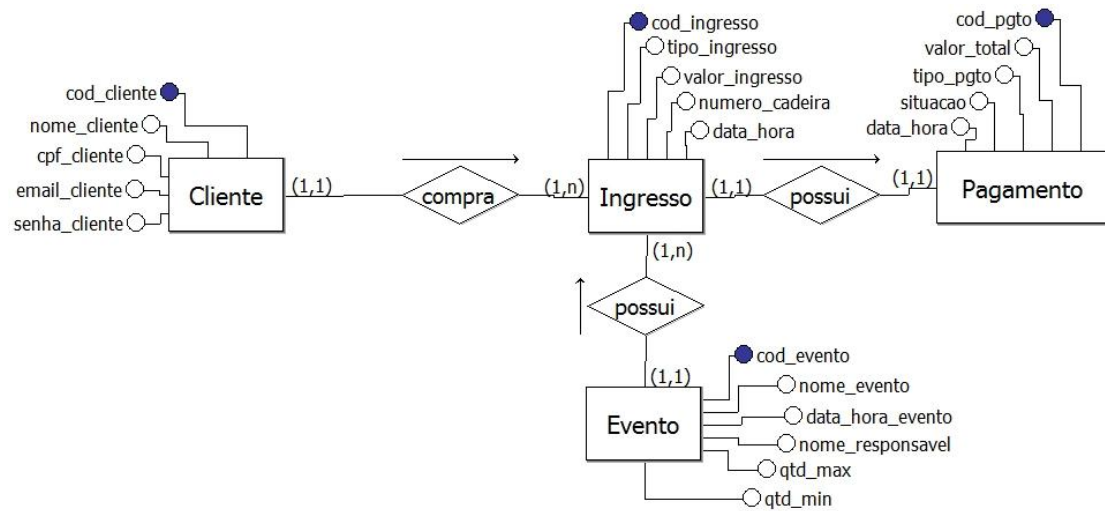 cod_cliente
nome_cliente
cpf_cliente
email_cliente
senha_cliente
Cliente
(1,1)
compra
(1,n)
cod_ingresso
tipo_ingresso
valor_ingresso
numero_cadeira
data_hora
Ingresso
(1,1)
possui
(1,1)
cod_pgto
valor_total
tipo_pgto
situacao
data_hora
Pagamento
(1,n)
possui
(1,1)
Evento
cod_evento
nome_evento
data_hora_evento
nome_responsavel
qtd_max
qtd_min